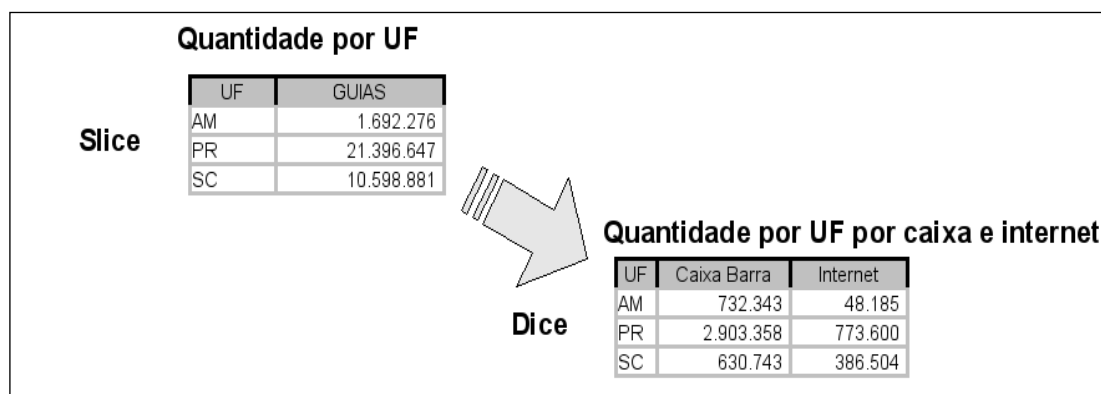 Quantidade por UF
UF GUIAS
Slice
AM 1.692.276
PR 21.396.647
SC 10.598.881
Quantidade por UF por caixa e internet
UF Caixa Barra Internet
Dice
AM 732.343 48.185
PR 2.903.358 773.600
SC 630.743 386.504